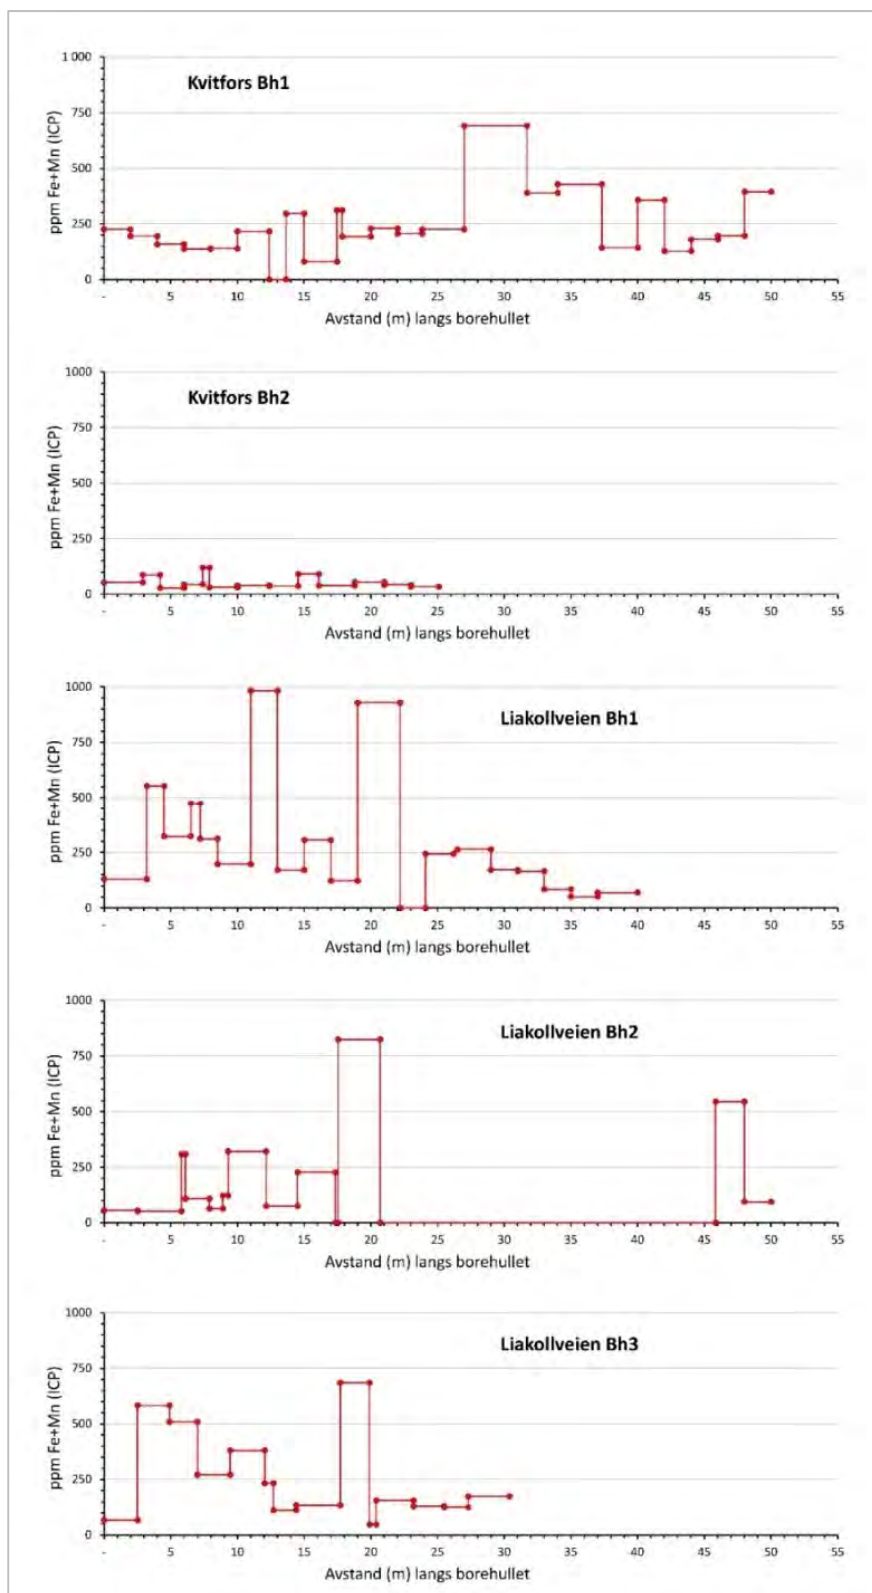 Kvitfors Bh1
ppm Fe+Mn (ICP)
1 000
750
500
250
0
- 5 10 15 20 25 30 35 40 45 50 55
Avstand (m) langs borehullet
Kvitfors Bh2
ppm Fe+Mn (ICP)
1000
750
500
250
0
- 5 10 15 20 25 30 35 40 45 50 55
Avstand (m) langs borehullet
Liakollveien Bh1
ppm Fe+Mn (ICP)
1000
750
500
250
0
- 5 10 15 20 25 30 35 40 45 50 55
Avstand (m) langs borehullet
Liakollveien Bh2
ppm Fe+Mn (ICP)
1000
750
500
250
0
- 5 10 15 20 25 30 35 40 45 50 55
Avstand (m) langs borehullet
Liakollveien Bh3
ppm Fe+Mn (ICP)
1000
750
500
250
0
- 5 10 15 20 25 30 35 40 45 50 55
Avstand (m) langs borehullet